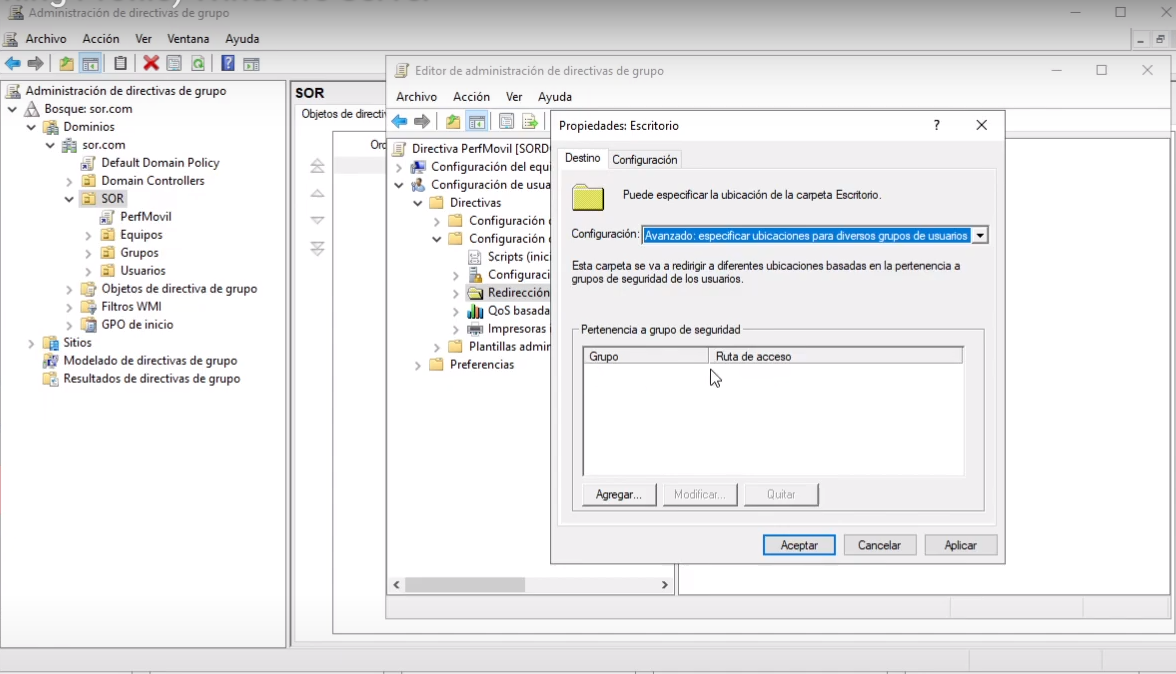 Administración de directivas de grupo
Archivo Acción Ver Ventana Ayuda
Administración de directivas de grupo
Bosque: sor.com
Dominios
sor.com
Default Domain Policy
Domain Controllers
SOR
PerfMovil
Equipos
Grupos
Usuarios
Objetos de directiva de grupo
Filtros WMI
GPO de inicio
Sitios
Modelado de directivas de grupo
Resultados de directivas de grupo
SOR
Objetos de directi
Orc
Editor de administración de directivas de grupo
Archivo Acción Ver Ayuda
Directiva PerfMovil [SORD
Configuración del equi
Configuración de usua
Directivas
Configuración
Configuración
Scripts (inici
Configuraci
Redirección
QoS basada
Impresoras
Plantillas admin
Preferencias
Propiedades: Escritorio
?
Destino Configuración
Puede especificar la ubicación de la carpeta Escritorio.
Configuración: Avanzado: especificar ubicaciones para diversos grupos de usuarios
Esta carpeta se va a redirigir a diferentes ubicaciones basadas en la pertenencia a
grupos de seguridad de los usuarios.
Pertenencia a grupo de seguridad
Grupo Ruta de acceso
Agregar... Modificar... Quitar
Aceptar Cancelar Aplicar